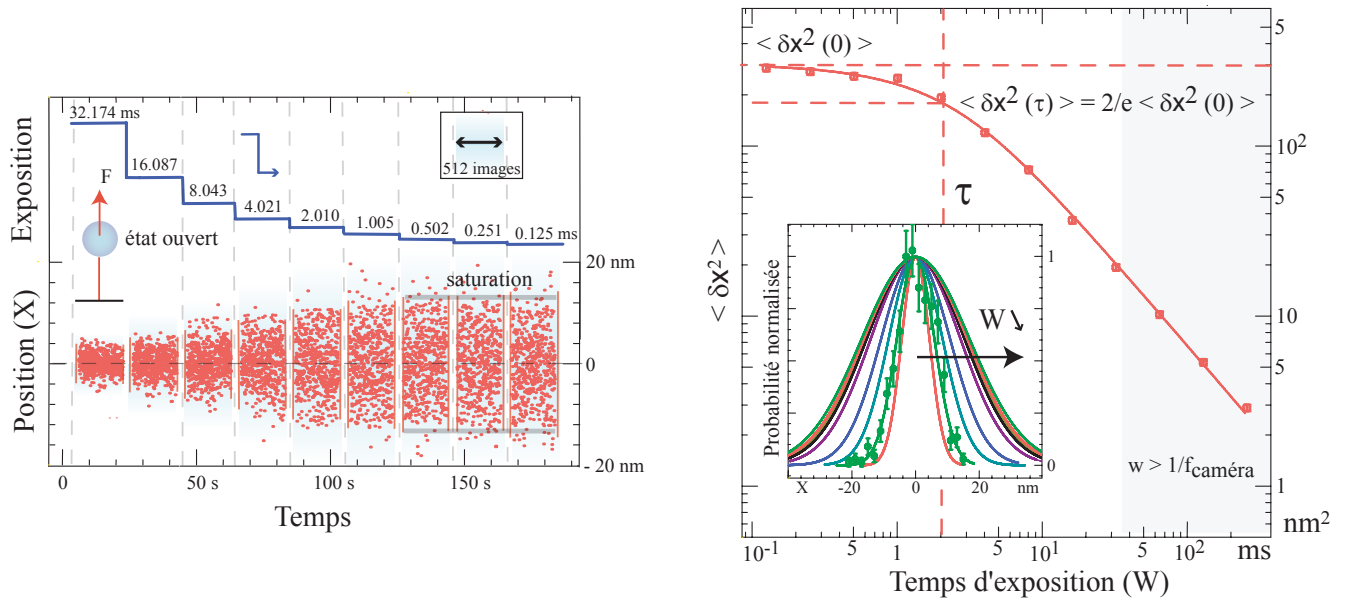 Exposition
32.174 ms
16.087
8.043
4.021
2.010
1.005
0.502
0.251
0.125 ms
512 images
F
état ouvert
saturation
Position (X)
20 nm
0
- 20 nm
0
50 s
100 s
150 s
Temps
< δx² (0) >
< δx² (τ) > = 2/e < δx² (0) >
τ
< δx² >
5
10²
5
10¹
5
1
nm²
W ↘
Probabilité normalisée
1
0
X
-20
0
20
nm
w > 1/fcaméra
10⁻¹
5
1
5
10¹
5
10²
ms
Temps d'exposition (W)